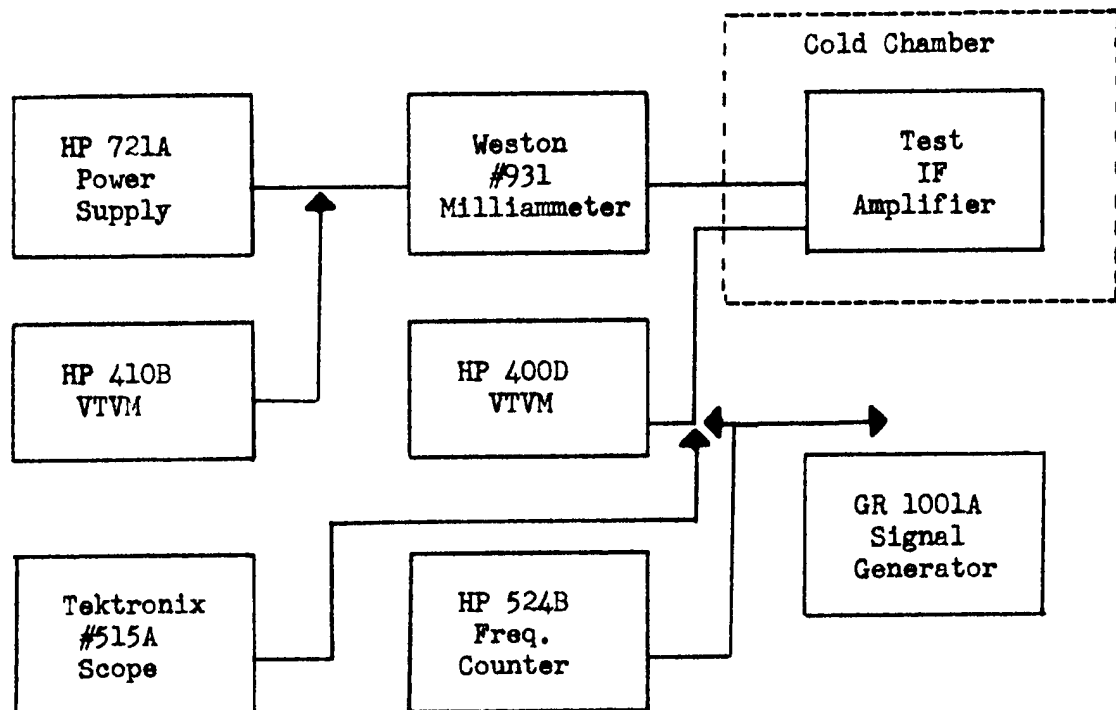 Cold Chamber
HP 721A
Power
Supply
Weston
#931
Milliammeter
Test
IF
Amplifier
HP 410B
VTVM
HP 400D
VTVM
GR 1001A
Signal
Generator
Tektronix
#515A
Scope
HP 524B
Freq.
Counter